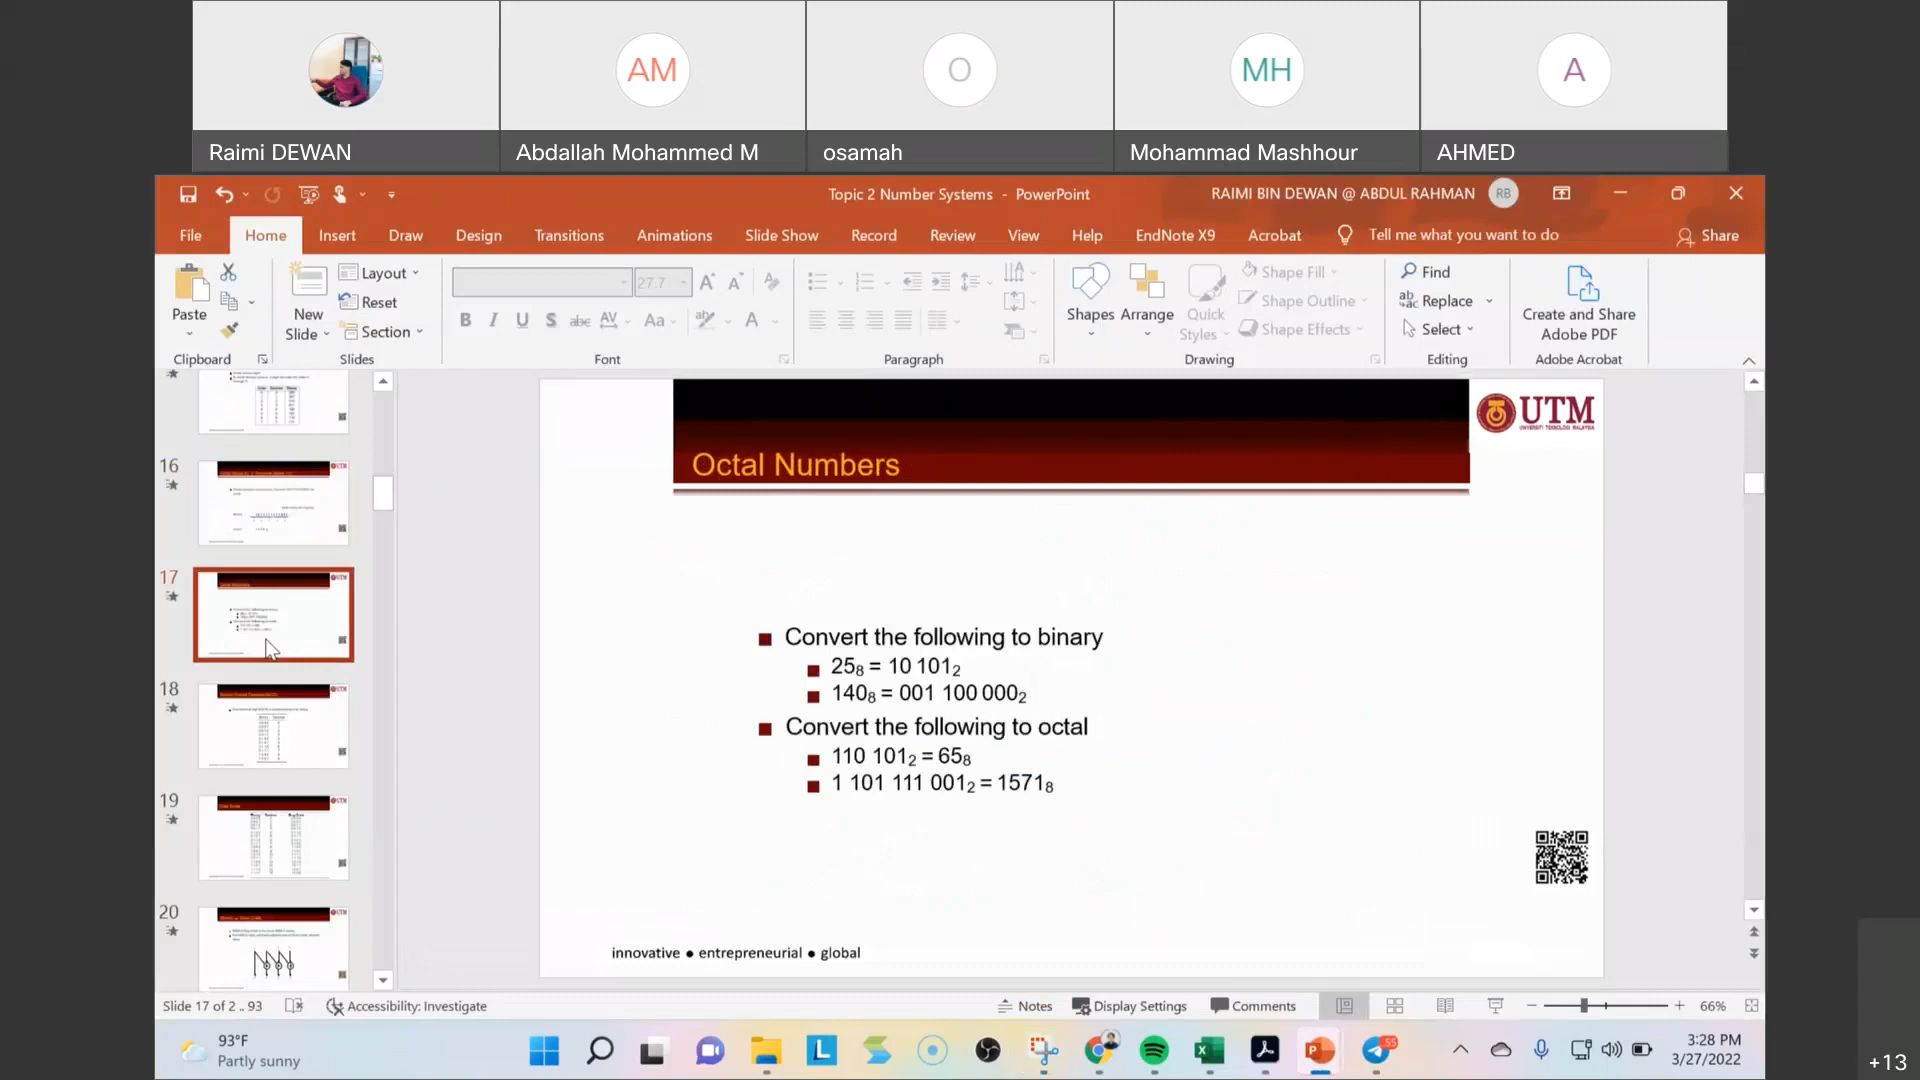 AM
O
MH
A
Raimi DEWAN
Abdallah Mohammed M
osamah
Mohammad Mashhour
AHMED
Topic 2 Number Systems - PowerPoint
RAIMI BIN DEWAN @ ABDUL RAHMAN
RB
File
Home
Insert
Draw
Design
Transitions
Animations
Slide Show
Record
Review
View
Help
EndNote X9
Acrobat
Tell me what you want to do
Share
Paste
New
Slide
Layout
Reset
Section
27.7
Shapes
Arrange
Quick
Styles
Shape Fill
Shape Outline
Shape Effects
Find
Replace
Select
Create and Share
Adobe PDF
Clipboard
Slides
Font
Paragraph
Drawing
Editing
Adobe Acrobat
16
17
18
19
20
UTM
UNIVERSITI TEKNOLOGI MALAYSIA
Octal Numbers
■ Convert the following to binary
■ 25₈ = 10 101₂
■ 140₈ = 001 100 000₂
■ Convert the following to octal
■ 110 101₂ = 65₈
■ 1 101 111 001₂ = 1571₈
innovative ● entrepreneurial ● global
Slide 17 of 2 .. 93
Accessibility: Investigate
Notes
Display Settings
Comments
66%
93°F
Partly sunny
55
3:28 PM
3/27/2022
+13